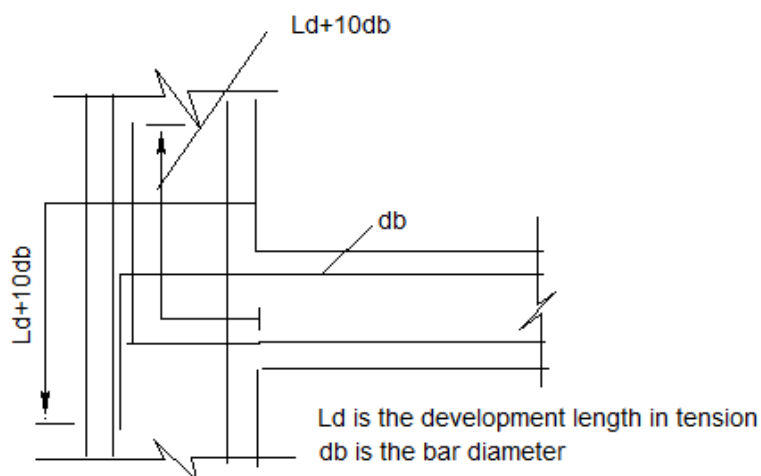 Ld+10db
db
Ld+10db
Ld is the development length in tension
db is the bar diameter